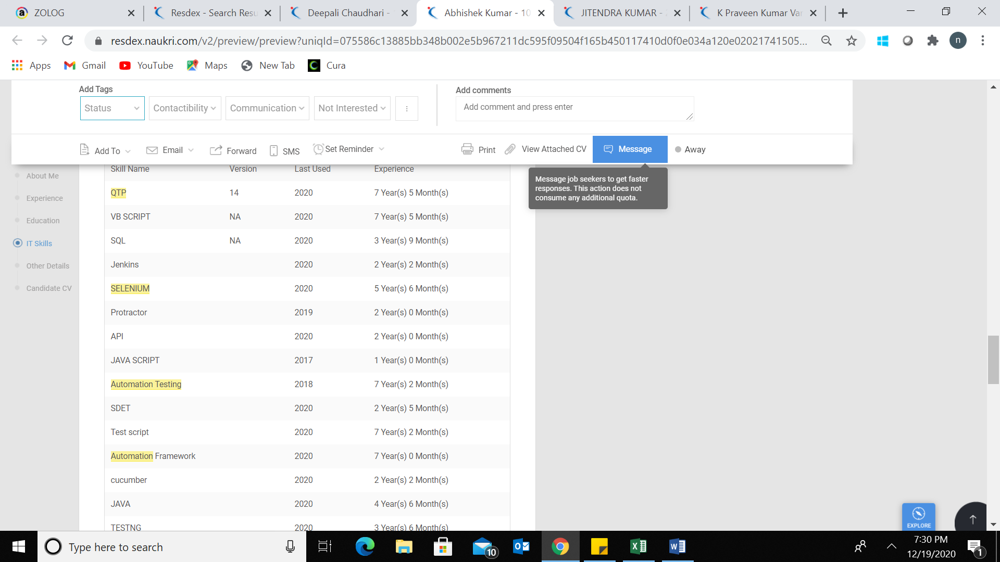 ZOLOG
Resdex - Search Resu
Deepali Chaudhari -
Abhishek Kumar - 10
JITENDRA KUMAR -
K Praveen Kumar Var
resdex.naukri.com/v2/preview/preview?uniqId=075586c13885bb348b002e5b967211dc595f09504f165b450117410d0f0e034a120e02021741505...
n
Apps
Gmail
YouTube
Maps
New Tab
Cura
Add Tags
Add comments
Status
Contactibility
Communication
Not Interested
Add comment and press enter
Add To
Email
Forward
SMS
Set Reminder
Print
View Attached CV
Message
Away
Message job seekers to get faster
responses. This action does not
consume any additional quota.
About Me
Experience
Education
IT Skills
Other Details
Candidate CV
Skill Name Version Last Used Experience
QTP 14 2020 7 Year(s) 5 Month(s)
VB SCRIPT NA 2020 7 Year(s) 5 Month(s)
SQL NA 2020 3 Year(s) 9 Month(s)
Jenkins 2020 2 Year(s) 2 Month(s)
SELENIUM 2020 5 Year(s) 6 Month(s)
Protractor 2019 2 Year(s) 0 Month(s)
API 2020 2 Year(s) 0 Month(s)
JAVA SCRIPT 2017 1 Year(s) 0 Month(s)
Automation Testing 2018 7 Year(s) 2 Month(s)
SDET 2020 2 Year(s) 5 Month(s)
Test script 2020 7 Year(s) 2 Month(s)
Automation Framework 2020 7 Year(s) 0 Month(s)
cucumber 2020 2 Year(s) 2 Month(s)
JAVA 2020 4 Year(s) 6 Month(s)
TESTNG 2020 3 Year(s) 6 Month(s)
EXPLORE
Type here to search
10
7:30 PM
12/19/2020
1